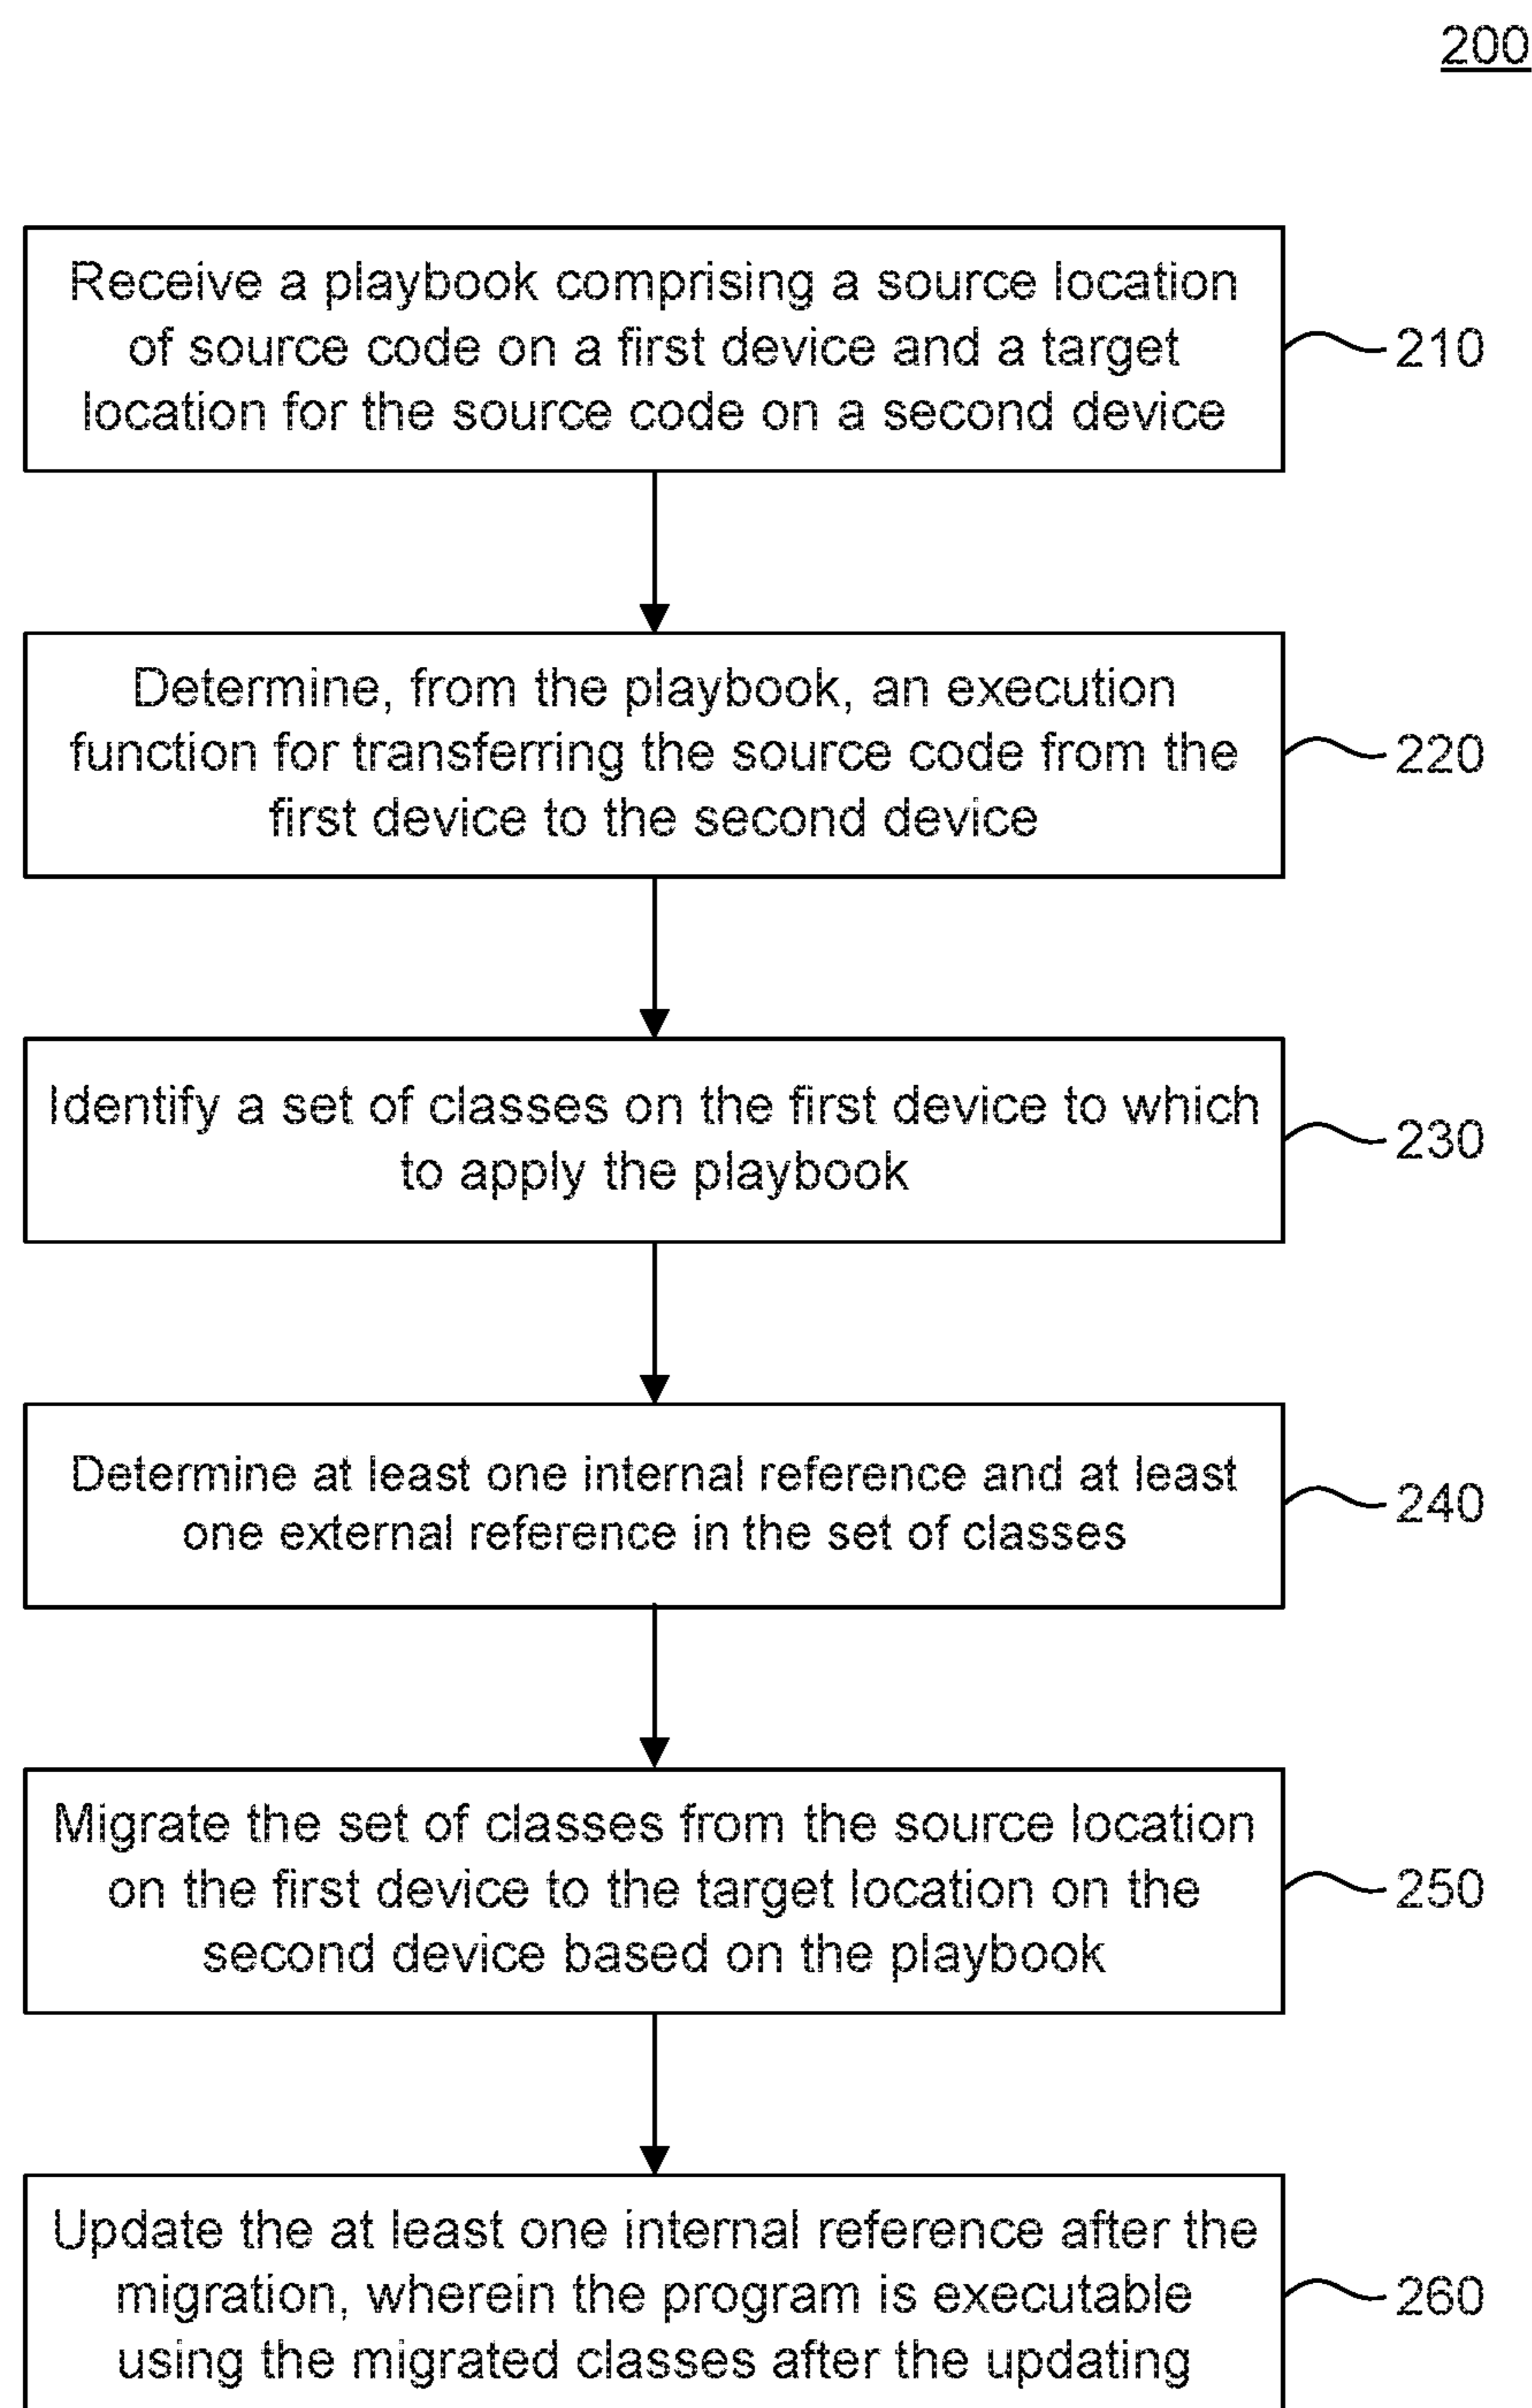 200
Receive a playbook comprising a source location
of source code on a first device and a target
location for the source code on a second device
210
Determine, from the playbook, an execution
function for transferring the source code from the
first device to the second device
220
Identify a set of classes on the first device to which
to apply the playbook
230
Determine at least one internal reference and at least
one external reference in the set of classes
240
Migrate the set of classes from the source location
on the first device to the target location on the
second device based on the playbook
250
Update the at least one internal reference after the
migration, wherein the program is executable
using the migrated classes after the updating
260